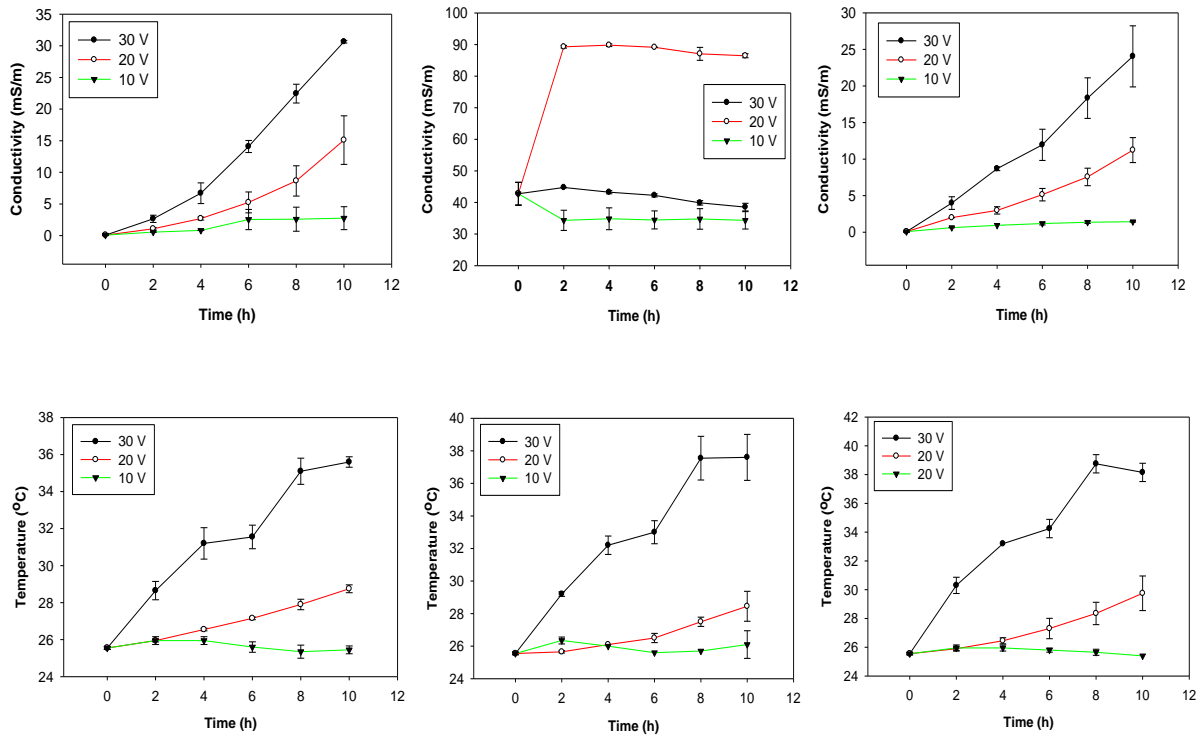 Conductivity (mS/m)
35
30
25
20
15
10
5
0
30 V
20 V
10 V
0 2 4 6 8 10 12
Time (h)
Conductivity (mS/m)
100
90
80
70
60
50
40
30
20
30 V
20 V
10 V
0 2 4 6 8 10 12
Time (h)
Conductivity (mS/m)
30
25
20
15
10
5
0
30 V
20 V
10 V
0 2 4 6 8 10 12
Time (h)
Temperature (°C)
38
36
34
32
30
28
26
24
30 V
20 V
10 V
0 2 4 6 8 10 12
Time (h)
Temperature (°C)
40
38
36
34
32
30
28
26
24
30 V
20 V
10 V
0 2 4 6 8 10 12
Time (h)
Temperature (°C)
42
40
38
36
34
32
30
28
26
24
30 V
20 V
20 V
0 2 4 6 8 10 12
Time (h)